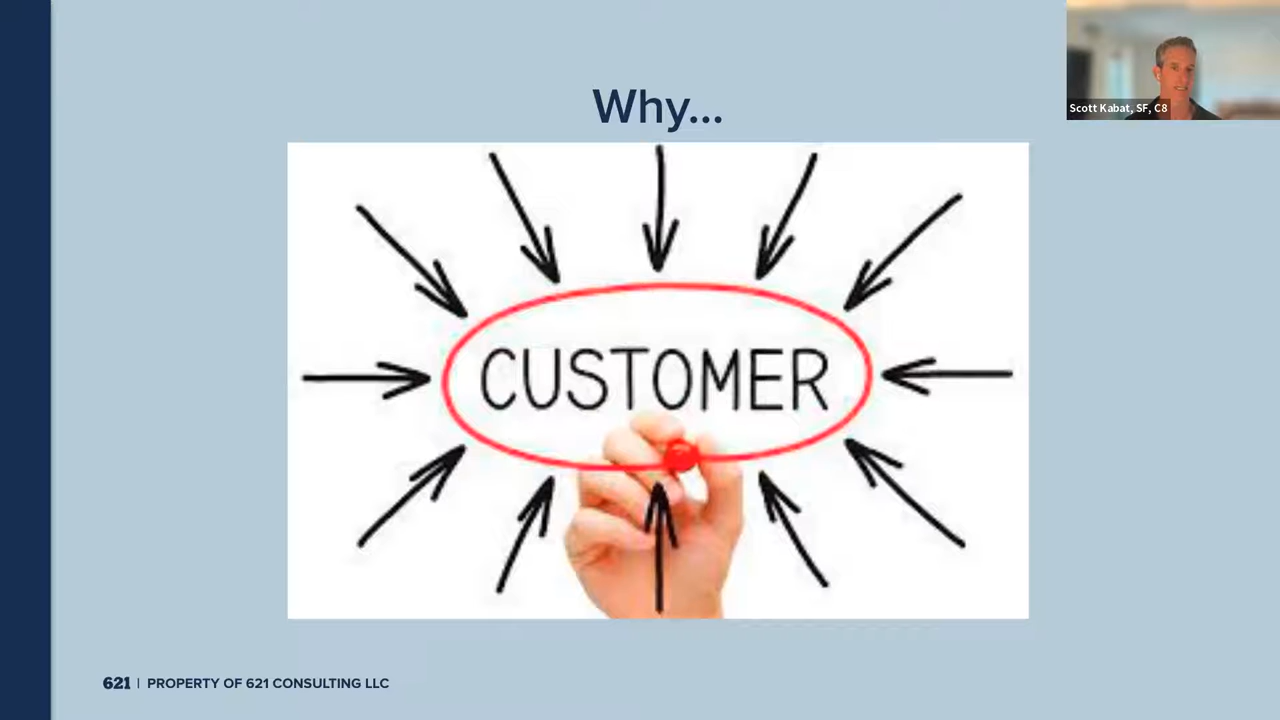 Why...
Scott Kabat, SF, C8
CUSTOMER
621 | PROPERTY OF 621 CONSULTING LLC